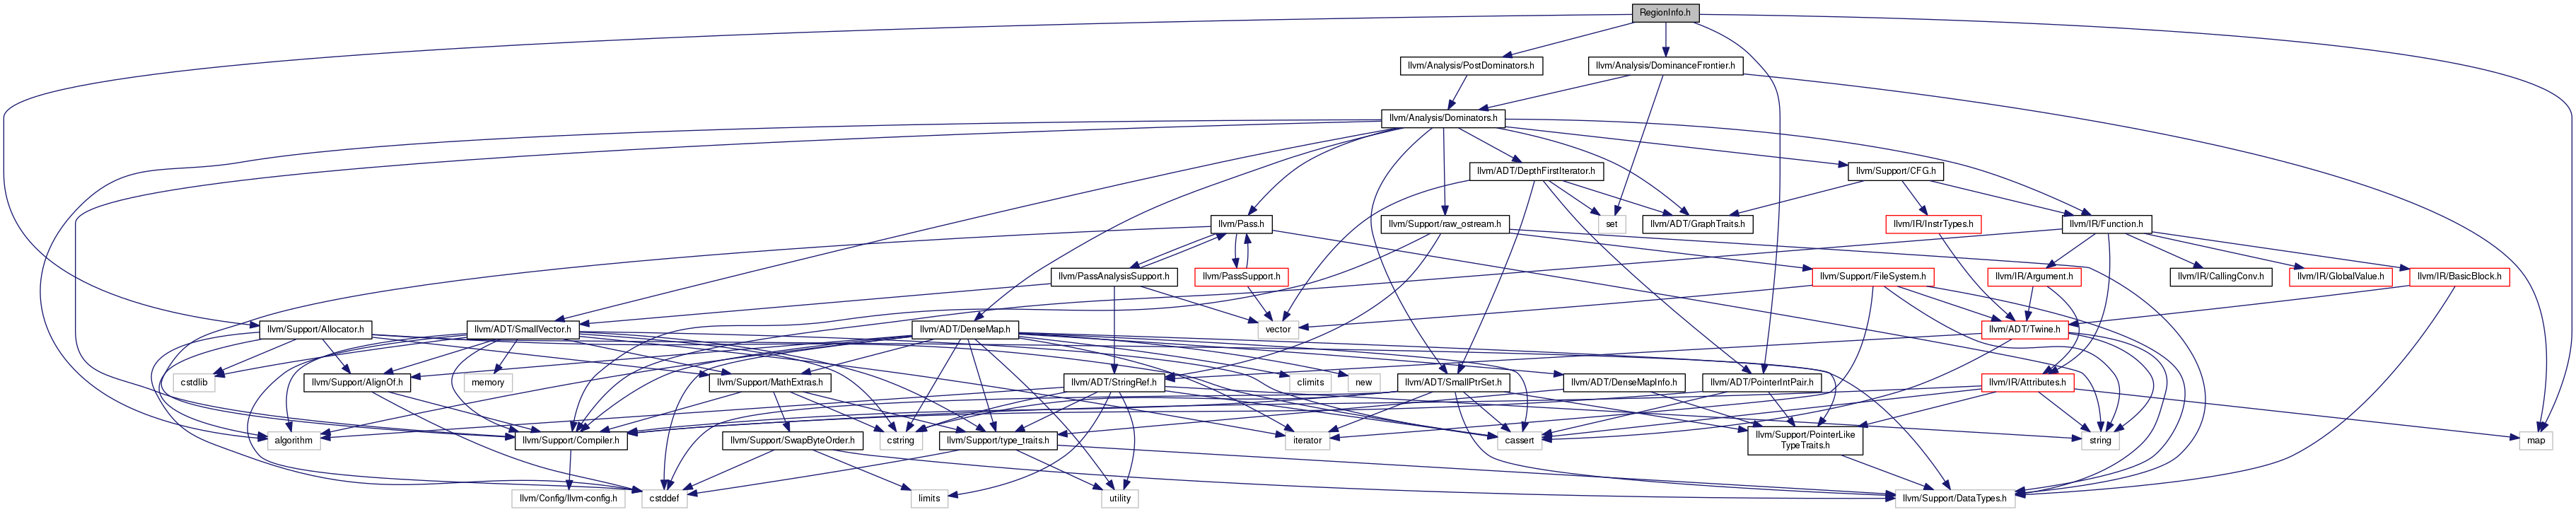 RegionInfo.h
llvm/Analysis/PostDominators.h
llvm/Analysis/DominanceFrontier.h
llvm/Analysis/Dominators.h
llvm/ADT/DepthFirstIterator.h
llvm/Support/CFG.h
llvm/Pass.h
llvm/Support/raw_ostream.h
set
llvm/ADT/GraphTraits.h
llvm/IR/InstrTypes.h
llvm/IR/Function.h
llvm/PassAnalysisSupport.h
llvm/PassSupport.h
llvm/Support/FileSystem.h
llvm/IR/Argument.h
llvm/IR/CallingConv.h
llvm/IR/GlobalValue.h
llvm/IR/BasicBlock.h
llvm/Support/Allocator.h
llvm/ADT/SmallVector.h
llvm/ADT/DenseMap.h
vector
llvm/ADT/Twine.h
cstdlib
llvm/Support/AlignOf.h
memory
llvm/Support/MathExtras.h
climits
new
llvm/ADT/StringRef.h
llvm/ADT/SmallPtrSet.h
llvm/ADT/DenseMapInfo.h
llvm/ADT/PointerIntPair.h
llvm/IR/Attributes.h
algorithm
llvm/Support/Compiler.h
llvm/Support/SwapByteOrder.h
cstring
llvm/Support/type_traits.h
iterator
cassert
llvm/Support/PointerLike
TypeTraits.h
string
map
llvm/Config/llvm-config.h
cstddef
limits
utility
llvm/Support/DataTypes.h